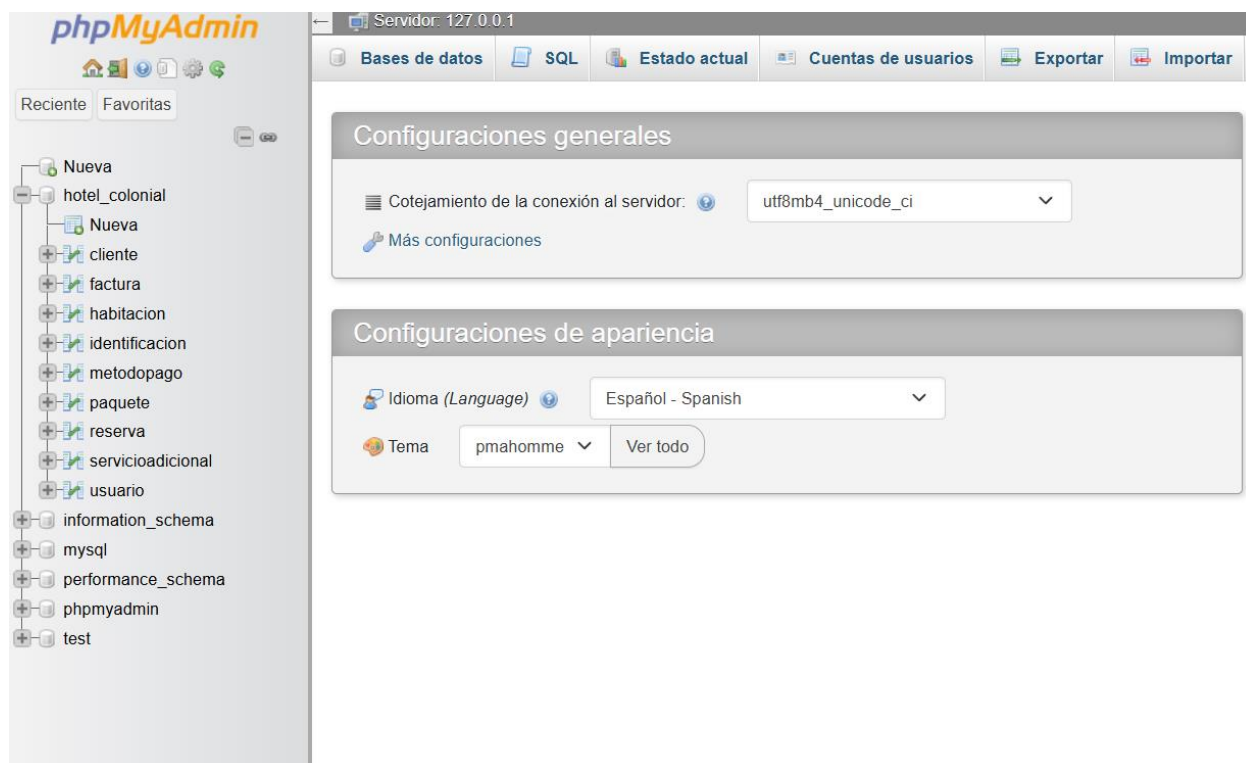 phpMyAdmin
Reciente Favoritas
Nueva
hotel_colonial
Nueva
cliente
factura
habitacion
identificacion
metodopago
paquete
reserva
servicioadicional
usuario
information_schema
mysql
performance_schema
phpmyadmin
test
Servidor: 127.0.0.1
Bases de datos SQL Estado actual Cuentas de usuarios Exportar Importar
Configuraciones generales
Cotejamiento de la conexión al servidor: utf8mb4_unicode_ci
Más configuraciones
Configuraciones de apariencia
Idioma (Language) Español - Spanish
Tema pmahomme Ver todo